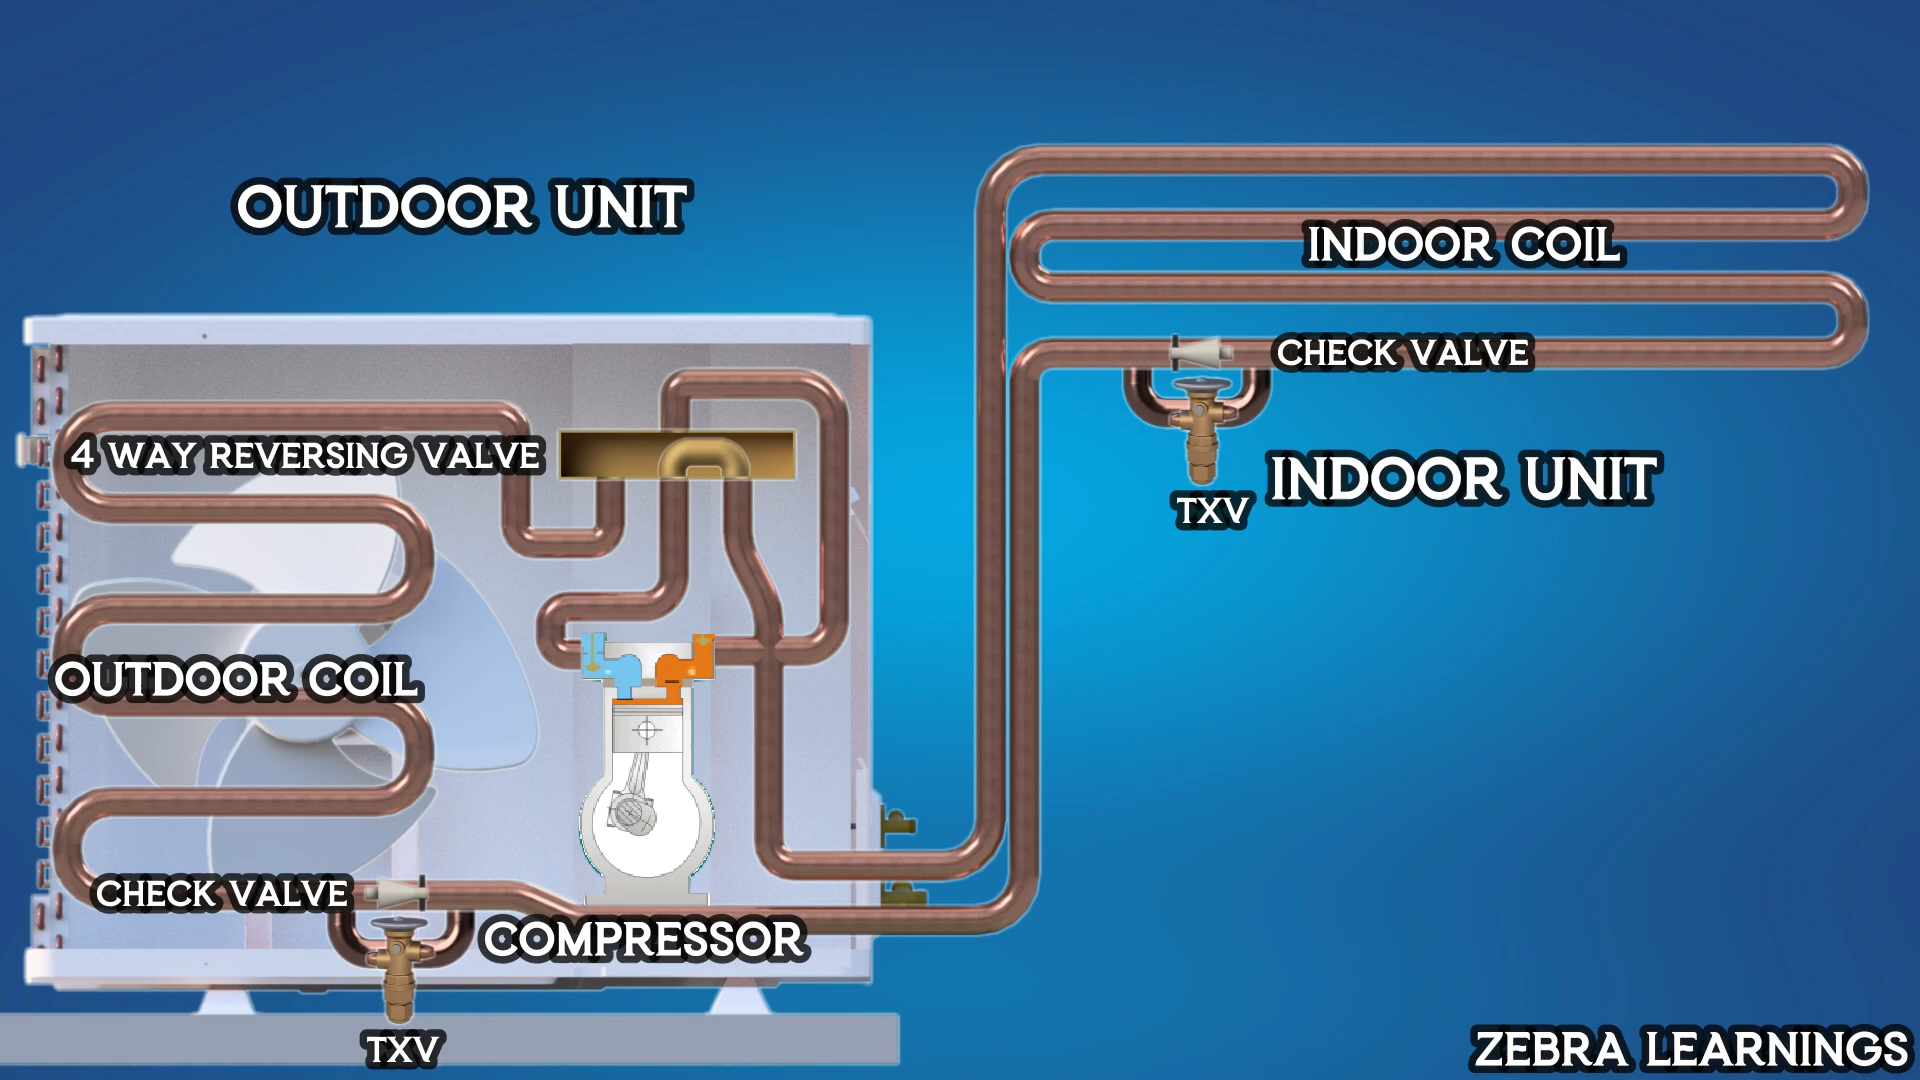 OUTDOOR UNIT
INDOOR COIL
CHECK VALVE
4 WAY REVERSING VALVE
INDOOR UNIT
TXV
OUTDOOR COIL
CHECK VALVE
COMPRESSOR
TXV
ZEBRA LEARNINGS